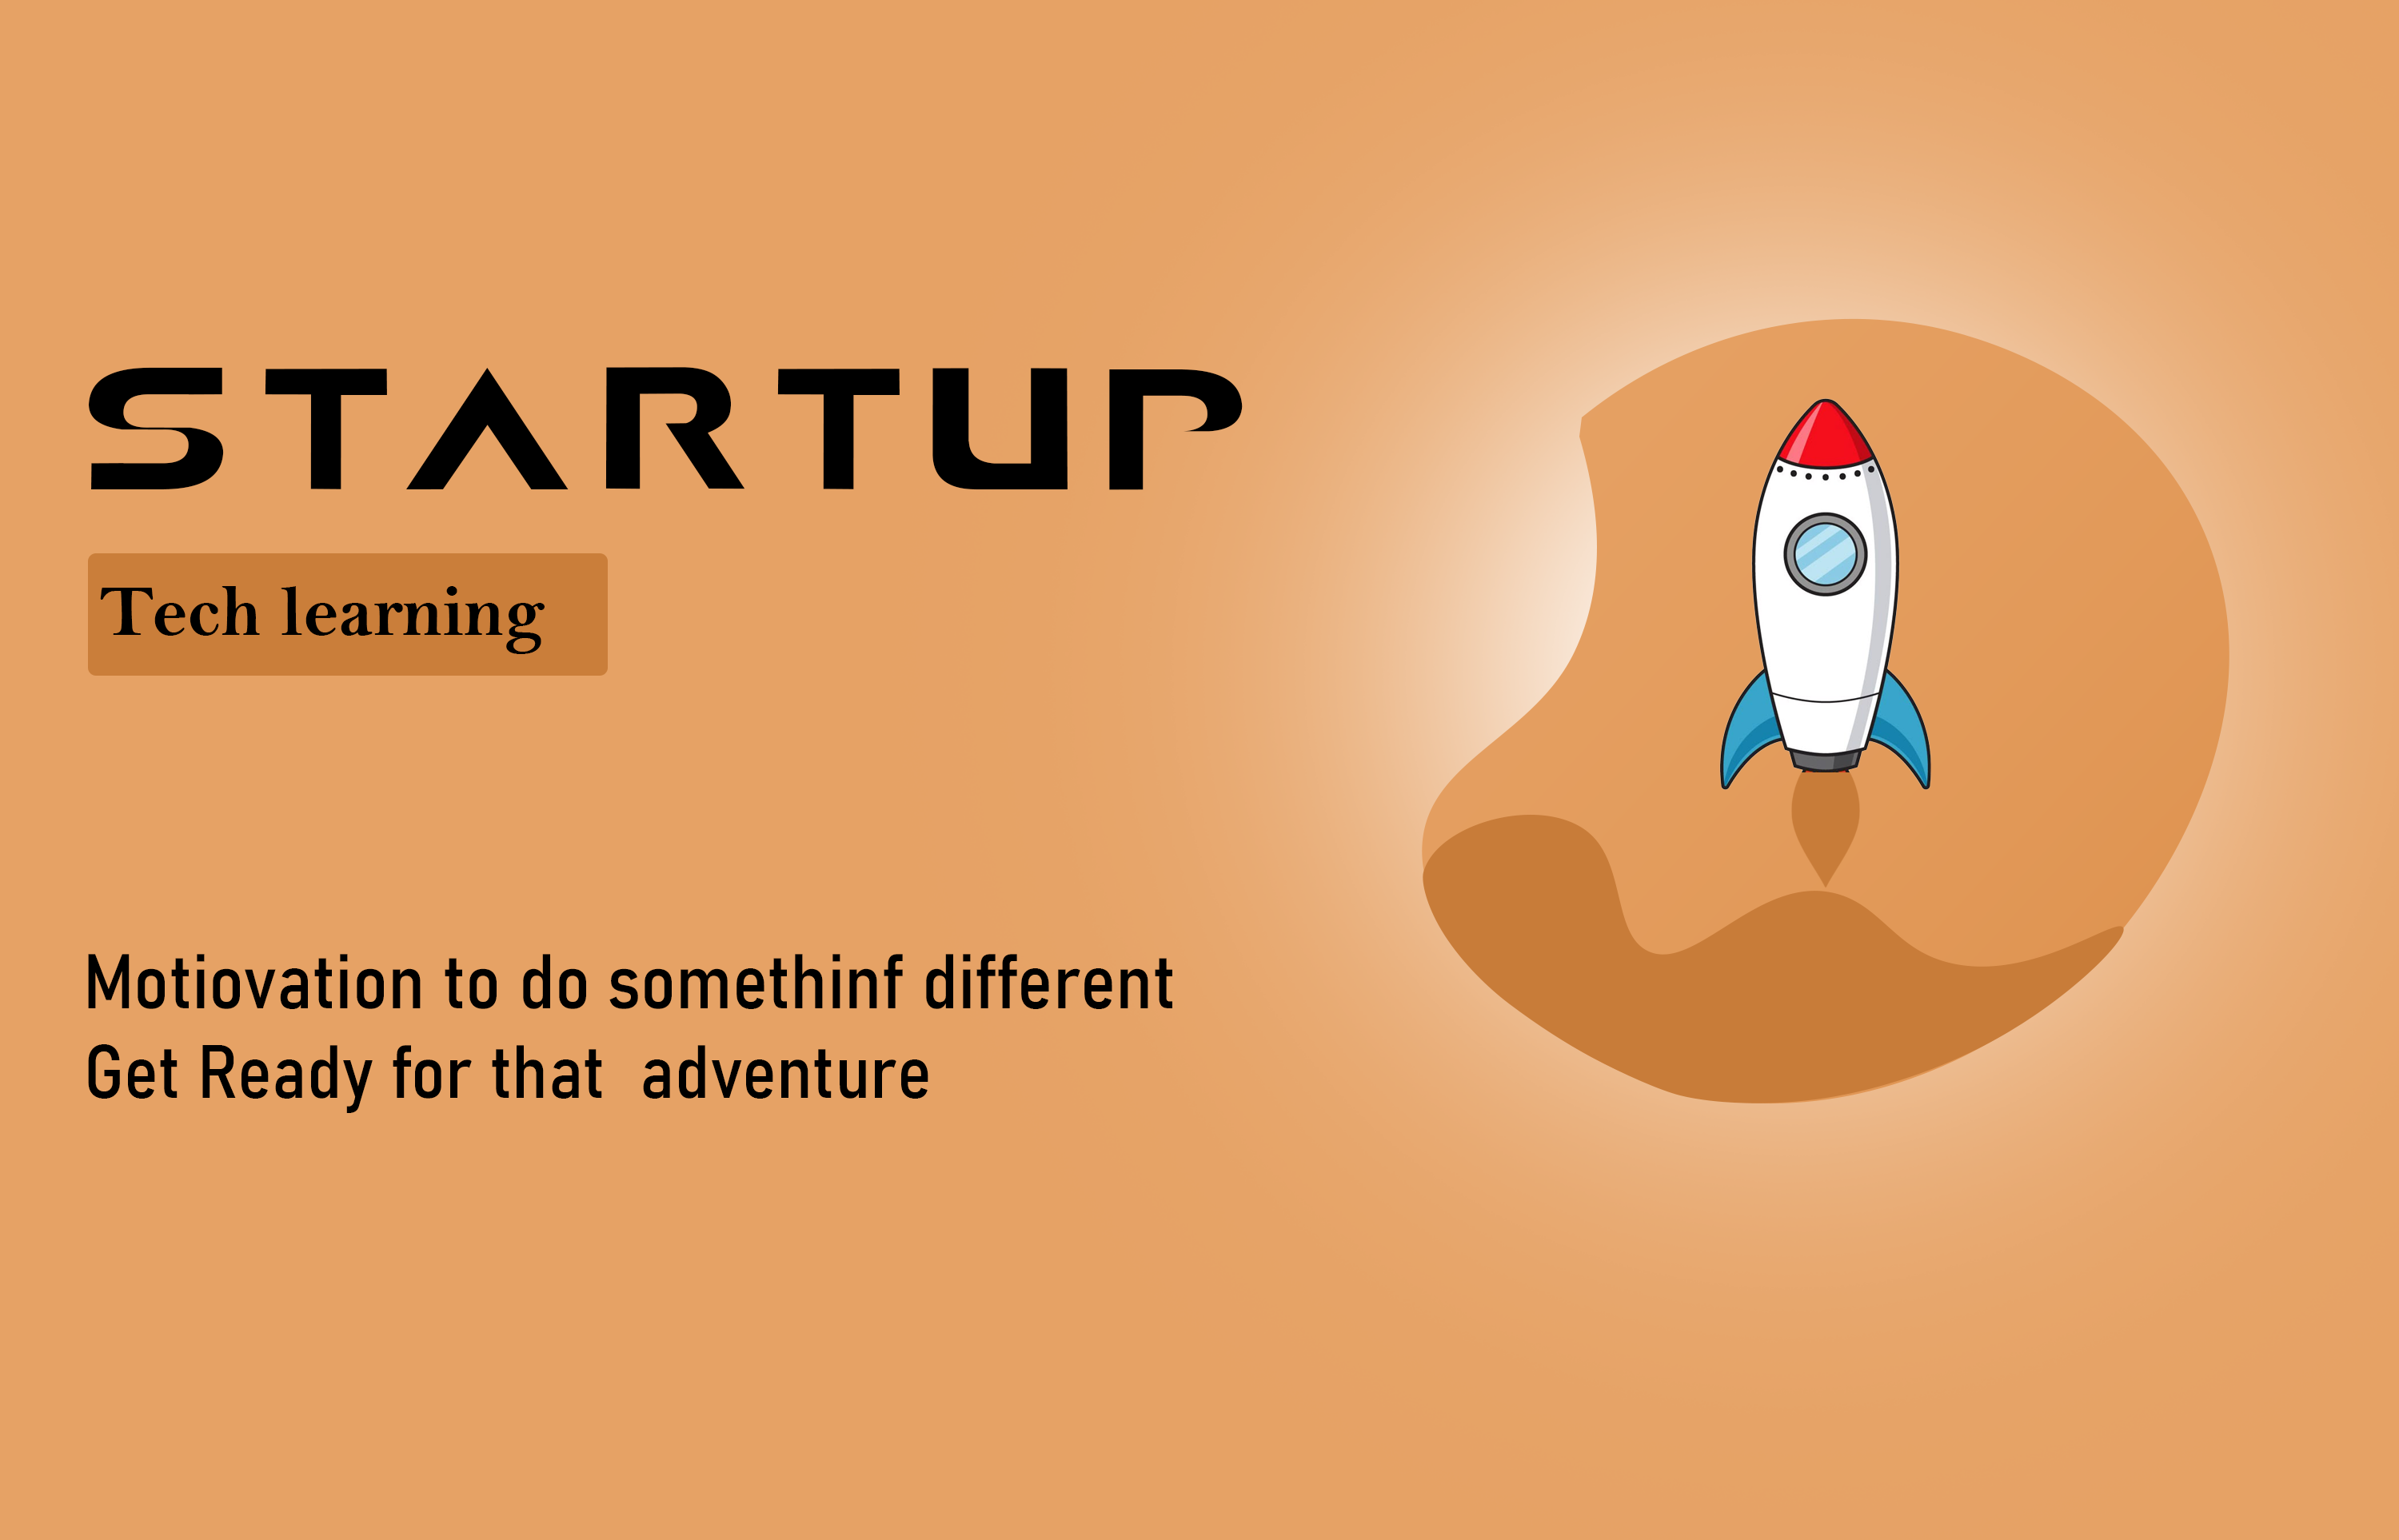 STARTUP
Tech learning
Motiovation to do somethinf different
Get Ready for that  adventure